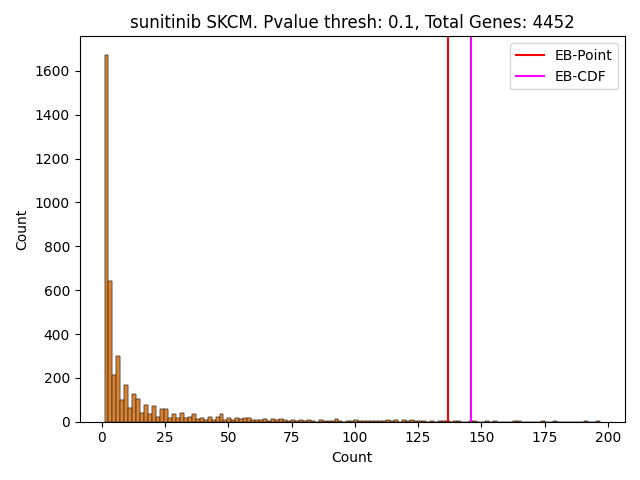 sunitinib SKCM. Pvalue thresh: 0.1, Total Genes: 4452
EB-Point
EB-CDF
Count
1600
1400
1200
1000
800
600
400
200
0
0 25 50 75 100 125 150 175 200
Count